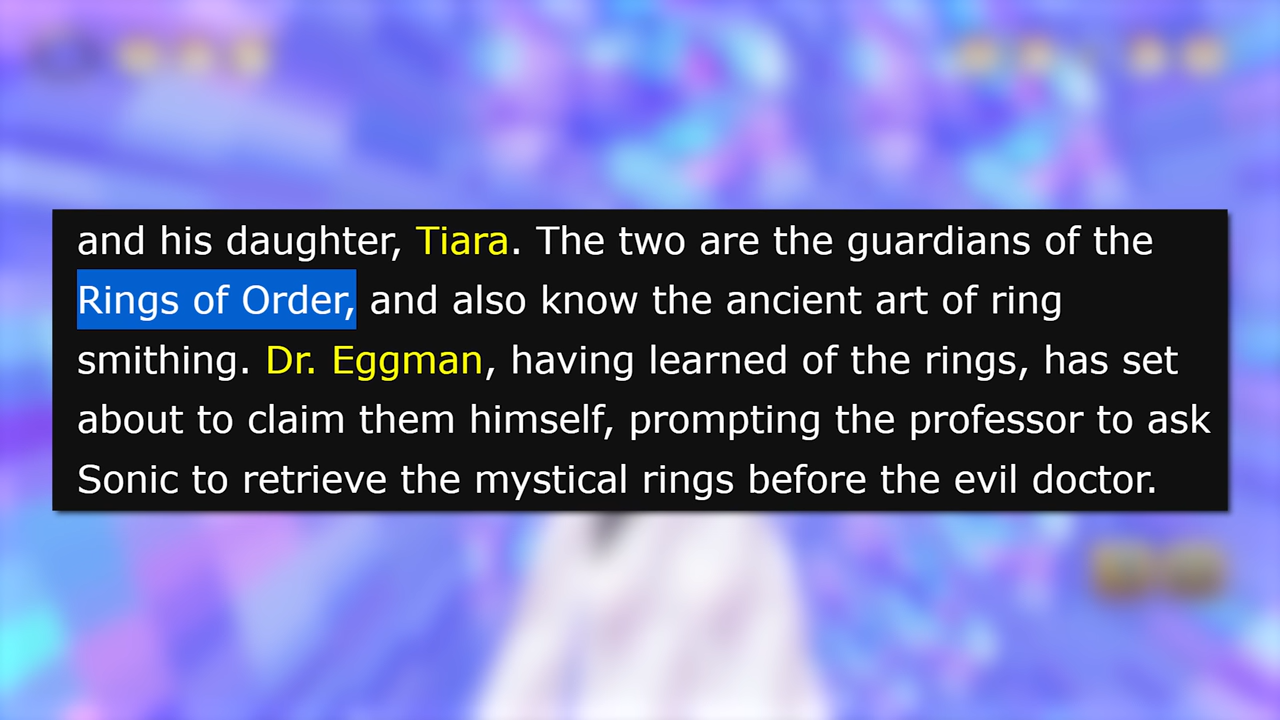 and his daughter, Tiara. The two are the guardians of the
Rings of Order, and also know the ancient art of ring
smithing. Dr. Eggman, having learned of the rings, has set
about to claim them himself, prompting the professor to ask
Sonic to retrieve the mystical rings before the evil doctor.